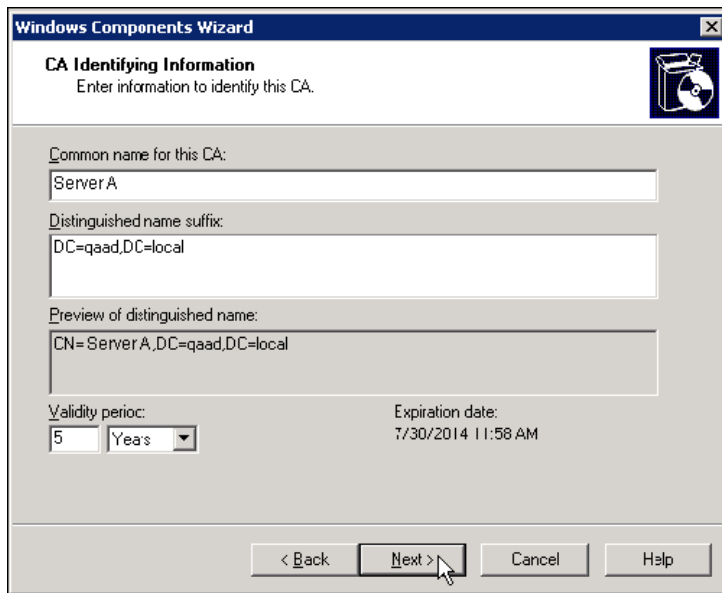 Windows Components Wizard
CA Identifying Information
Enter information to identify this CA.
Common name for this CA:
Server A
Distinguished name suffix:
DC=qaad,DC=local
Preview of distinguished name:
CN=Server A,DC=qaad,DC=local
Validity period:
Expiration date:
5 Years
7/30/2014 11:58 AM
< Back Next > Cancel Help